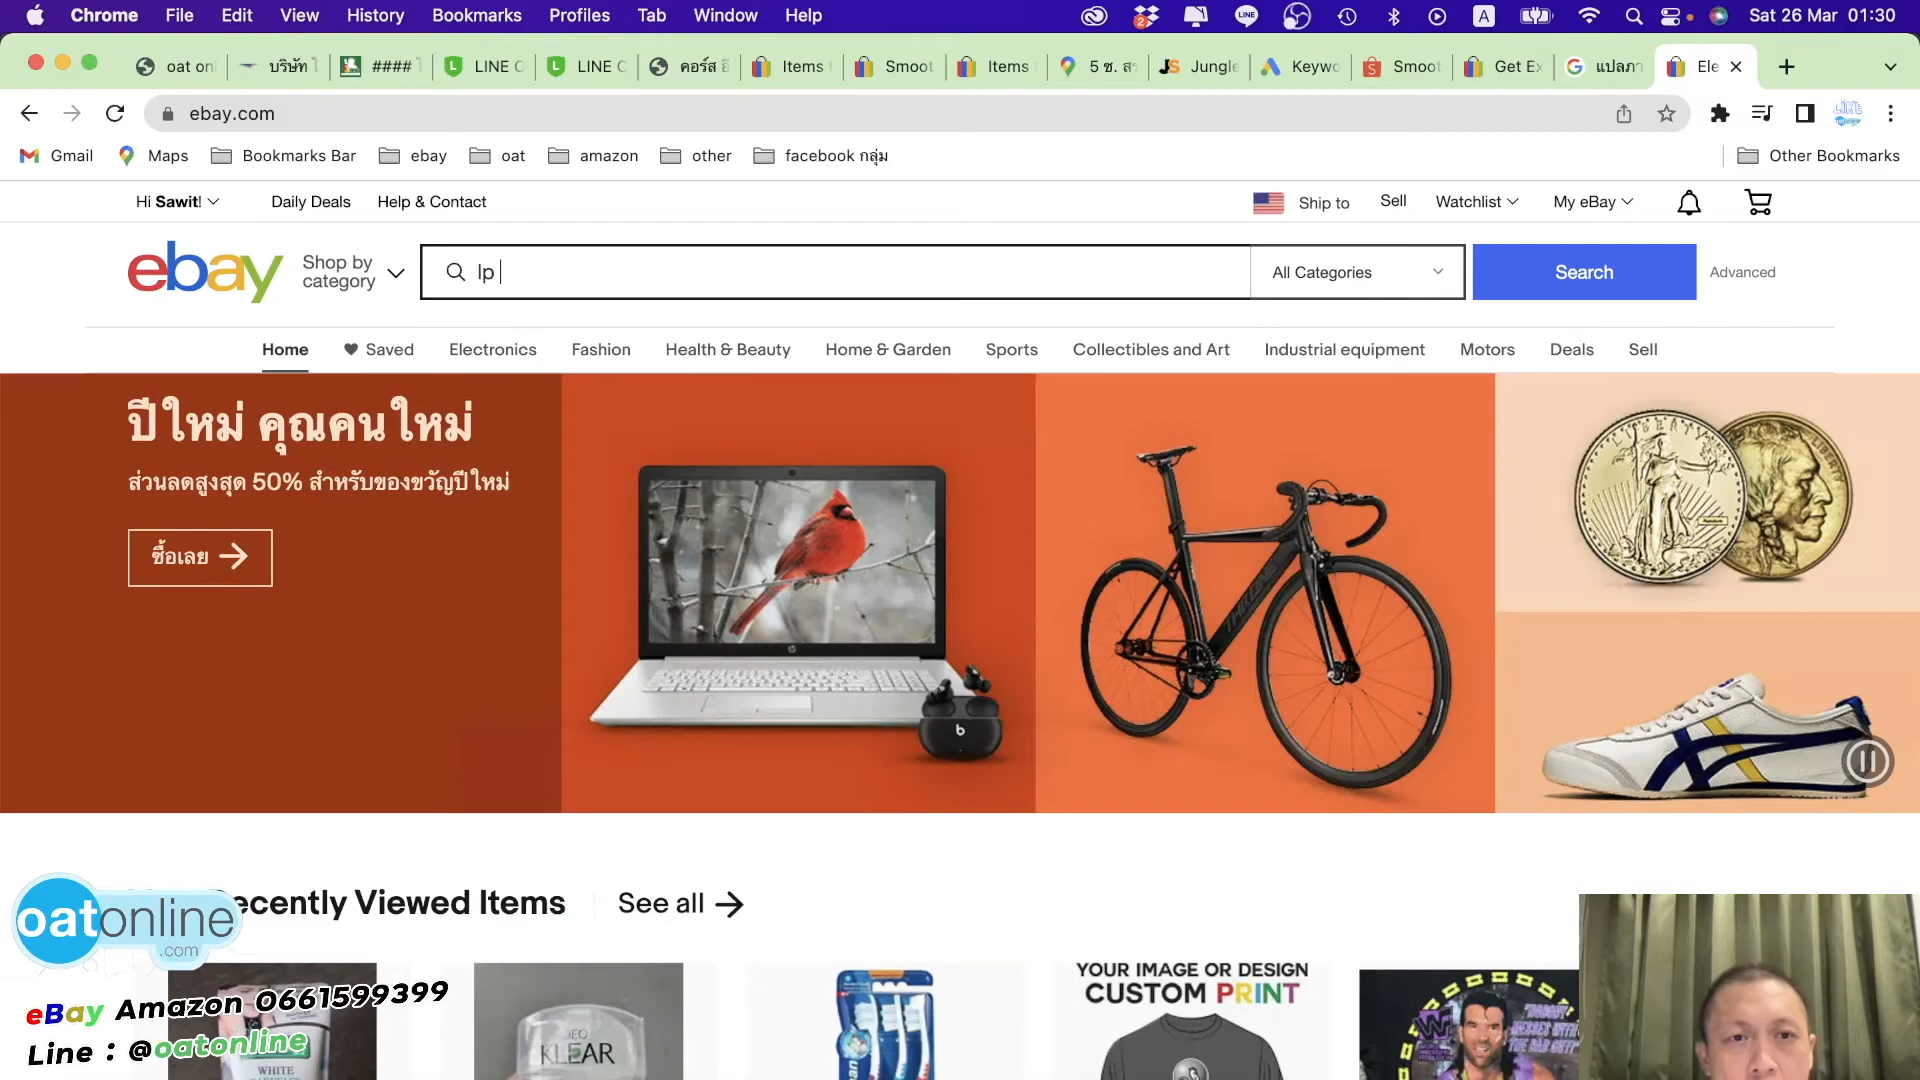 Chrome File Edit View History Bookmarks Profiles Tab Window Help
Sat 26 Mar 01:30
oat onl บริษัท #### LINE C LINE C คอร์ส Items Smoot Items 5 ซ. Jungle Keywo Smoot Get Ex แปลภา Ele
ebay.com
Gmail Maps Bookmarks Bar ebay oat amazon other facebook กลุ่ม Other Bookmarks
Hi Sawit! Daily Deals Help & Contact Ship to Sell Watchlist My eBay
ebay
Shop by
category
lp
All Categories
Search
Advanced
Home Saved Electronics Fashion Health & Beauty Home & Garden Sports Collectibles and Art Industrial equipment Motors Deals Sell
ปีใหม่ คุณคนใหม่
ส่วนลดสูงสุด 50% สำหรับของขวัญปีใหม่
ซื้อเลย
LIBERTY
ecently Viewed Items See all
oatonline
.com
eBay Amazon 0661599399
Line : @oatonline
KLEAR
WHITE
YOUR IMAGE OR DESIGN
CUSTOM PRINT